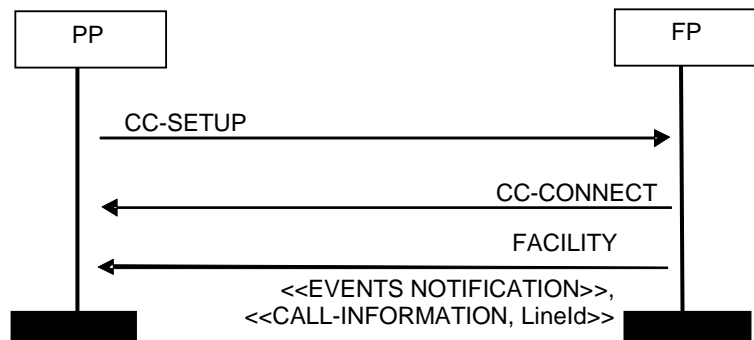 PP
FP
CC-SETUP
CC-CONNECT
FACILITY
<<EVENTS NOTIFICATION>>,
<<CALL-INFORMATION, LineId>>